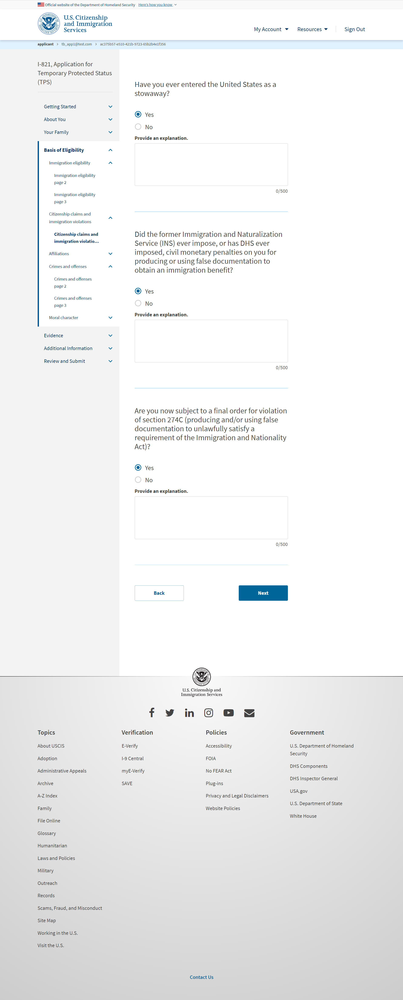 Official website of the Department of Homeland Security Here's how you know
U.S. Citizenship
and Immigration
Services
My Account Resources Sign Out
applicant tb_app1@test.com ac375b57-e510-421b-9723-65b2b4e1f356
I-821, Application for
Temporary Protected Status
(TPS)
Getting Started
About You
Your Family
Basis of Eligibility
Immigration eligibility
Immigration eligibility
page 2
Immigration eligibility
page 3
Citizenship claims and
immigration violations
Citizenship claims and
immigration violatio...
Affiliations
Crimes and offenses
Crimes and offenses
page 2
Crimes and offenses
page 3
Moral character
Evidence
Additional Information
Review and Submit
Have you ever entered the United States as a
stowaway?
Yes
No
Provide an explanation.
0/500
Did the former Immigration and Naturalization
Service (INS) ever impose, or has DHS ever
imposed, civil monetary penalties on you for
producing or using false documentation to
obtain an immigration benefit?
Yes
No
Provide an explanation.
0/500
Are you now subject to a final order for violation
of section 274C (producing and/or using false
documentation to unlawfully satisfy a
requirement of the Immigration and Nationality
Act)?
Yes
No
Provide an explanation.
0/500
Back Next
U.S. Citizenship and
Immigration Services
Topics
About USCIS
Adoption
Administrative Appeals
Archive
A-Z Index
Family
File Online
Glossary
Humanitarian
Laws and Policies
Military
Outreach
Records
Scams, Fraud, and Misconduct
Site Map
Working in the U.S.
Visit the U.S.
Verification
E-Verify
I-9 Central
myE-Verify
SAVE
Policies
Accessibility
FOIA
No FEAR Act
Plug-ins
Privacy and Legal Disclaimers
Website Policies
Government
U.S. Department of Homeland
Security
DHS Components
DHS Inspector General
USA.gov
U.S. Department of State
White House
Contact Us